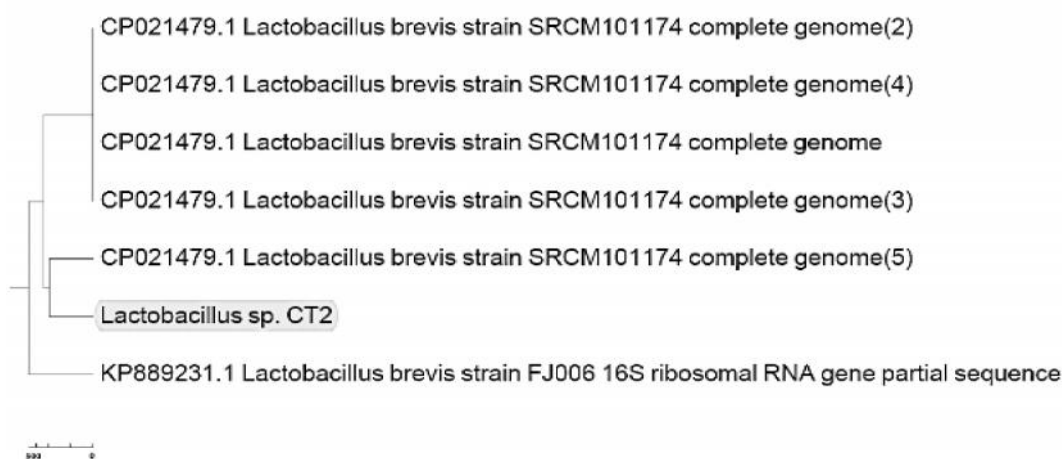 CP021479.1 Lactobacillus brevis strain SRCM101174 complete genome(2)
CP021479.1 Lactobacillus brevis strain SRCM101174 complete genome(4)
CP021479.1 Lactobacillus brevis strain SRCM101174 complete genome
CP021479.1 Lactobacillus brevis strain SRCM101174 complete genome(3)
CP021479.1 Lactobacillus brevis strain SRCM101174 complete genome(5)
Lactobacillus sp. CT2
KP889231.1 Lactobacillus brevis strain FJ006 16S ribosomal RNA gene partial sequence
0